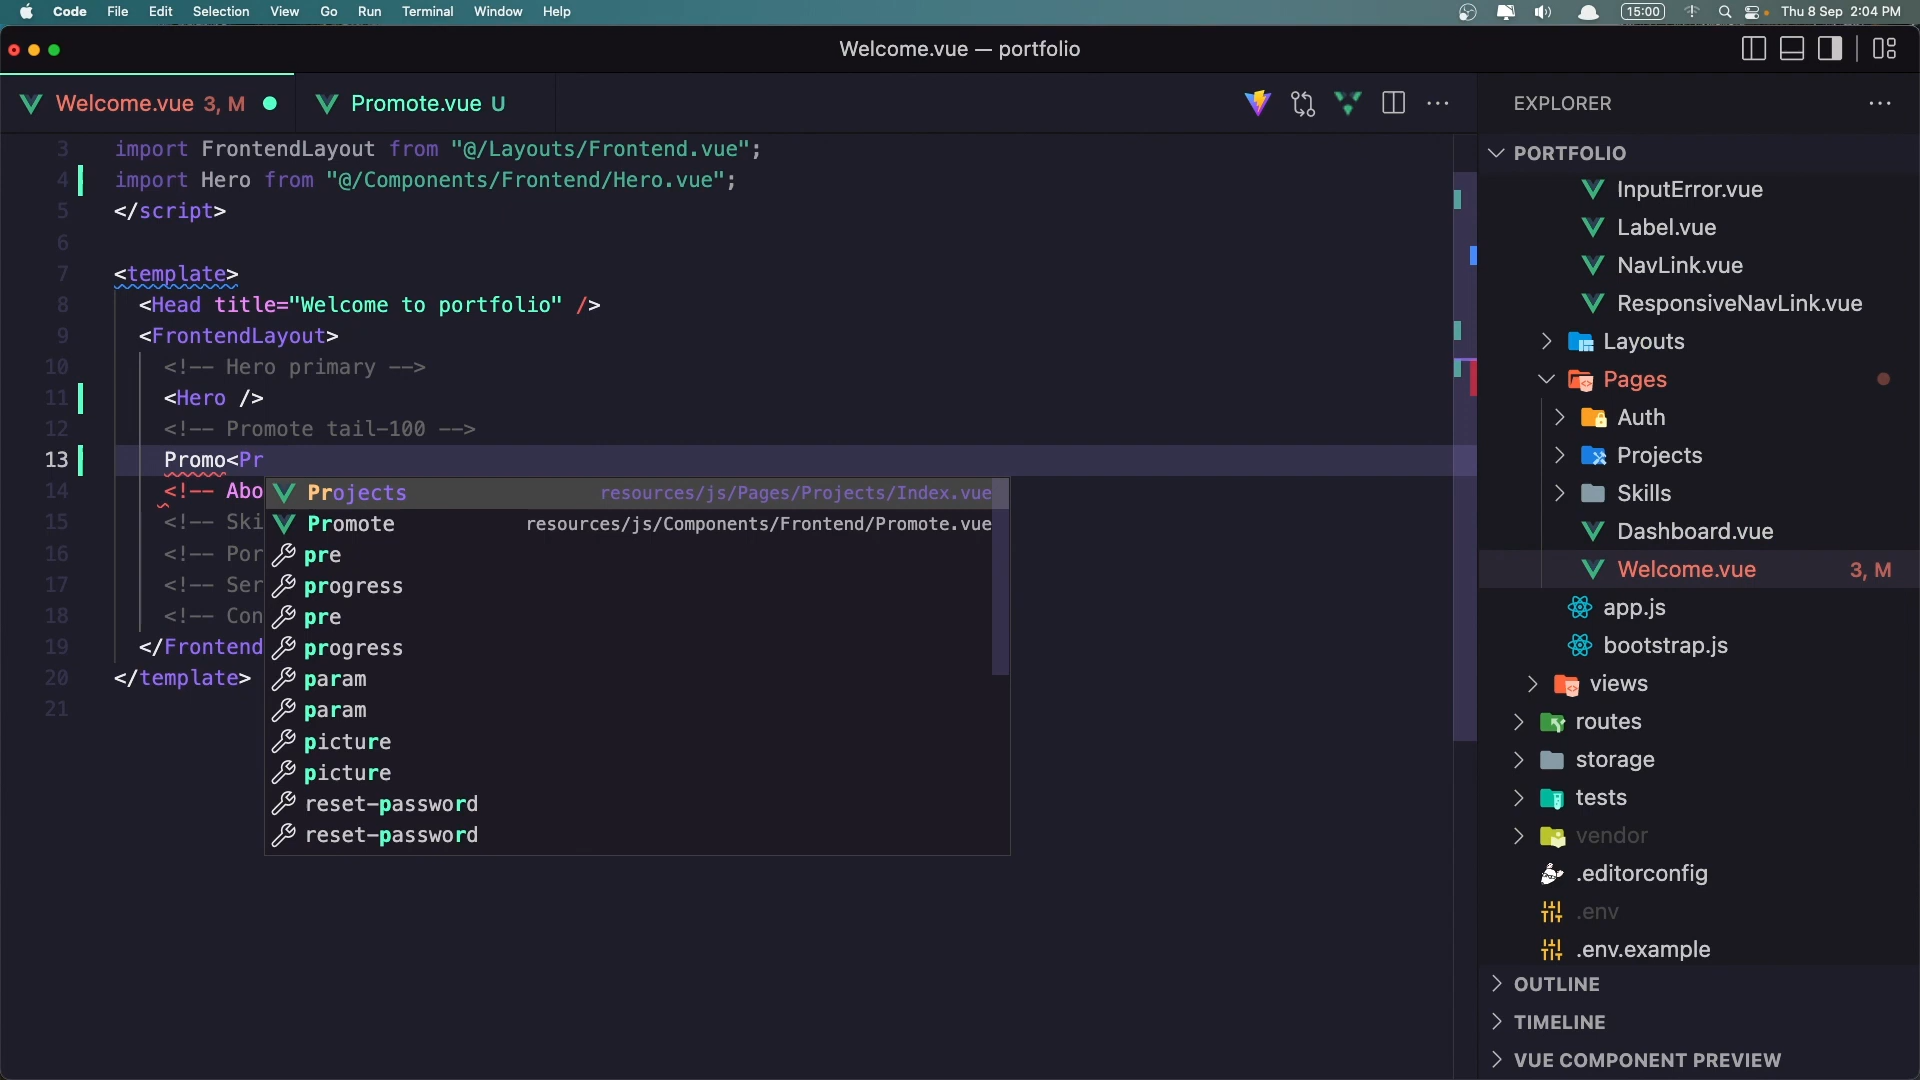 Code File Edit Selection View Go Run Terminal Window Help 15:00 Thu 8 Sep 2:04 PM
Welcome.vue — portfolio
Welcome.vue 3, M Promote.vue U
3 import FrontendLayout from "@/Layouts/Frontend.vue";
4 import Hero from "@/Components/Frontend/Hero.vue";
5 </script>
6
7 <template>
8 <Head title="Welcome to portfolio" />
9 <FrontendLayout>
10 <!-- Hero primary -->
11 <Hero />
12 <!-- Promote tail-100 -->
13 Promo<Pr
14 <!-- Abo
15 <!-- Ski
16 <!-- Por
17 <!-- Ser
18 <!-- Con
19 </Frontend
20 </template>
21
Projects resources/js/Pages/Projects/Index.vue
Promote resources/js/Components/Frontend/Promote.vue
pre
progress
pre
progress
param
param
picture
picture
reset-password
reset-password
EXPLORER
PORTFOLIO
InputError.vue
Label.vue
NavLink.vue
ResponsiveNavLink.vue
Layouts
Pages
Auth
Projects
Skills
Dashboard.vue
Welcome.vue 3, M
app.js
bootstrap.js
views
routes
storage
tests
vendor
.editorconfig
.env
.env.example
OUTLINE
TIMELINE
VUE COMPONENT PREVIEW